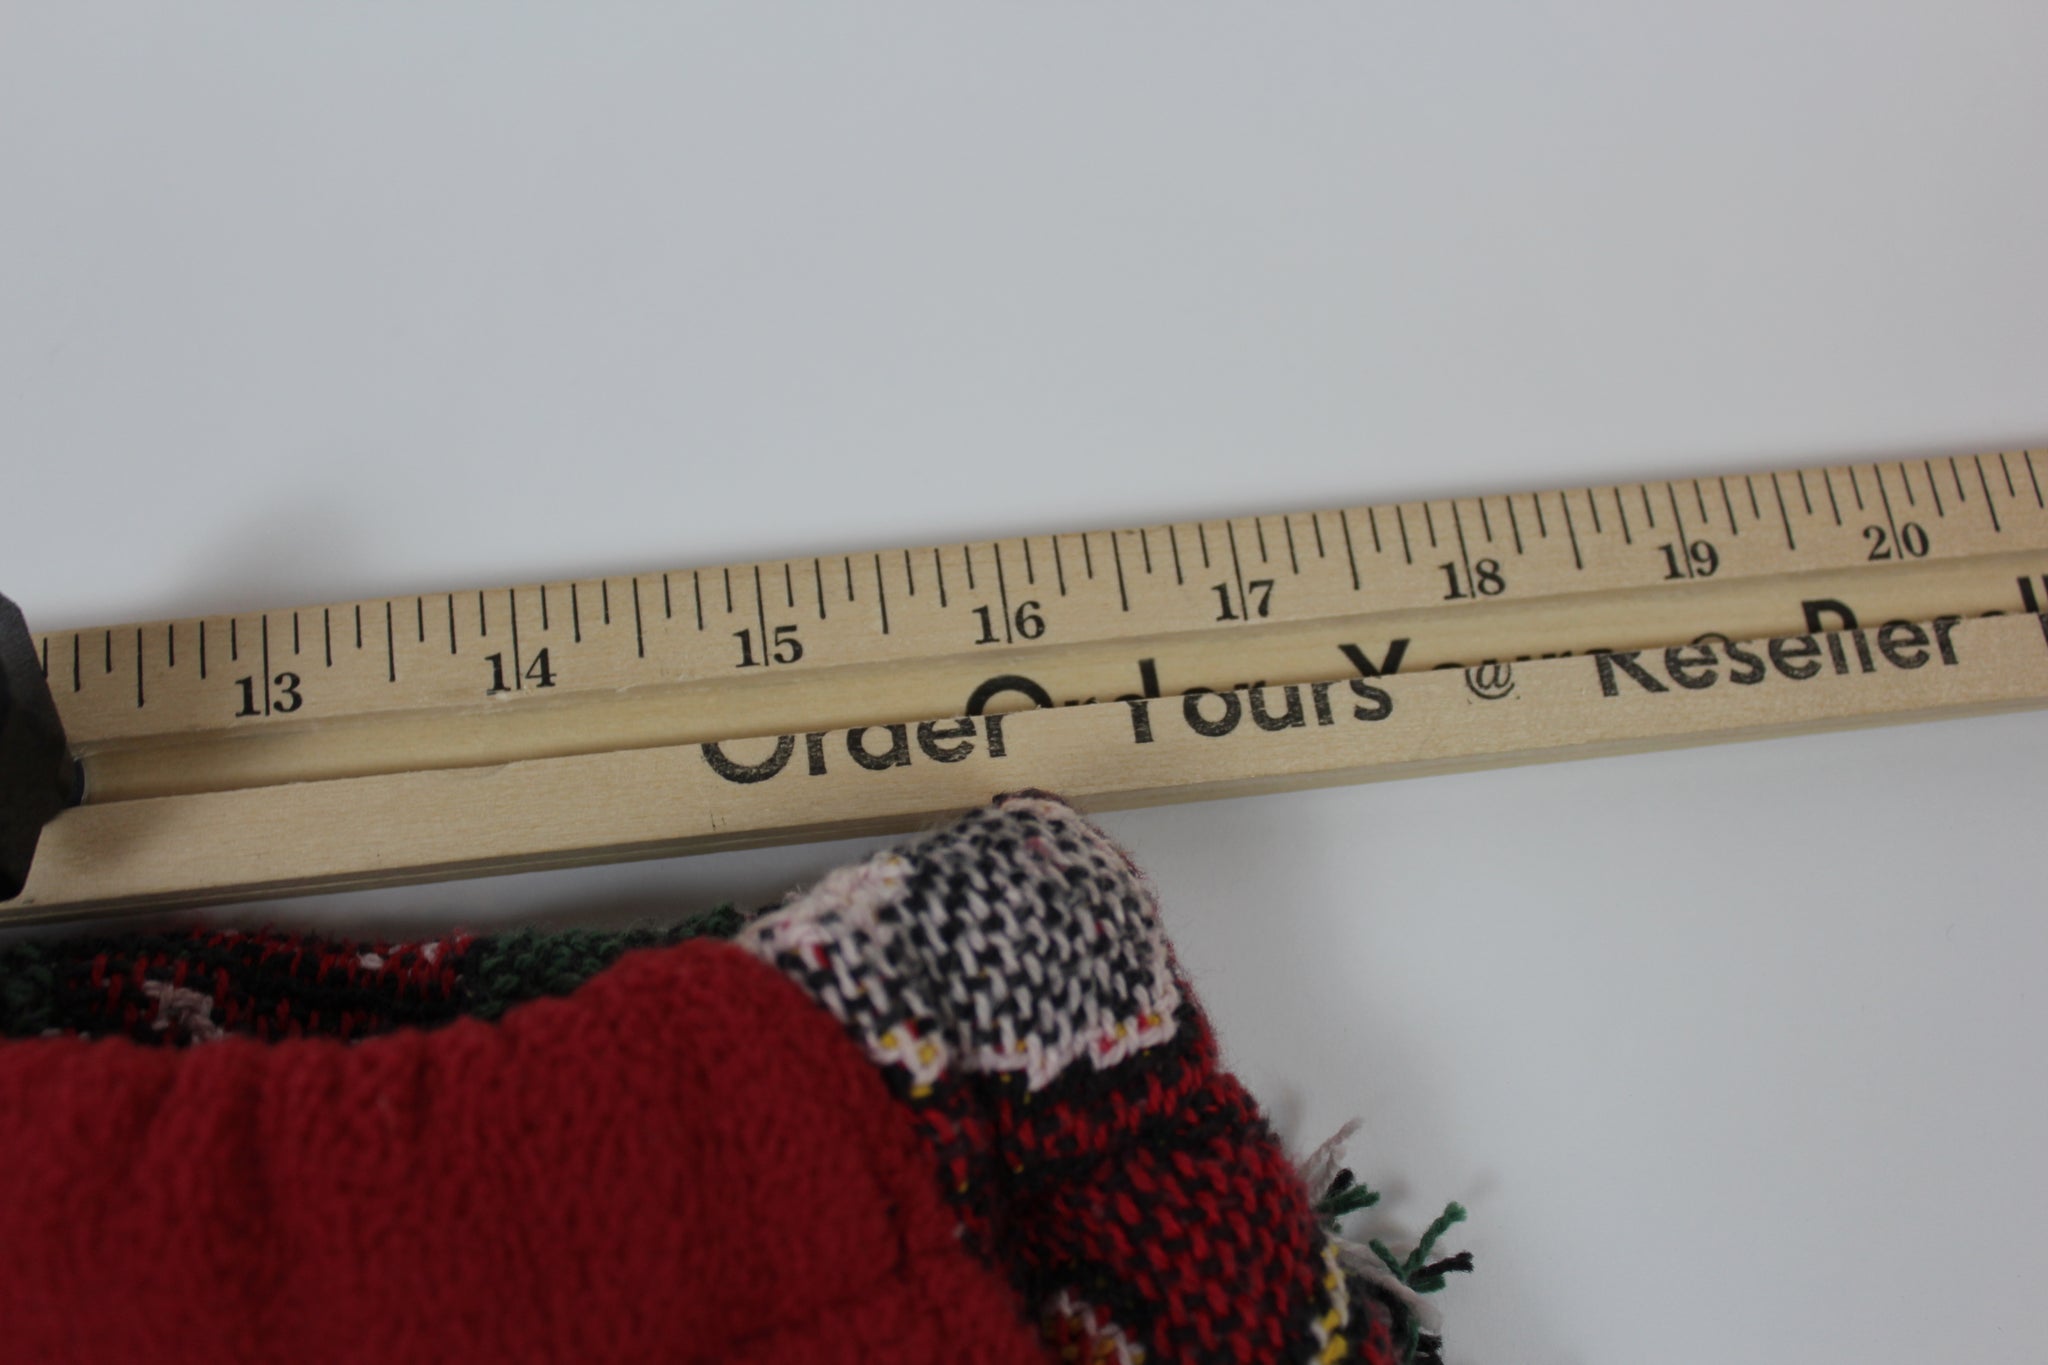 13 14 15 16 17 18 19 20
Order Yours @ Reseller